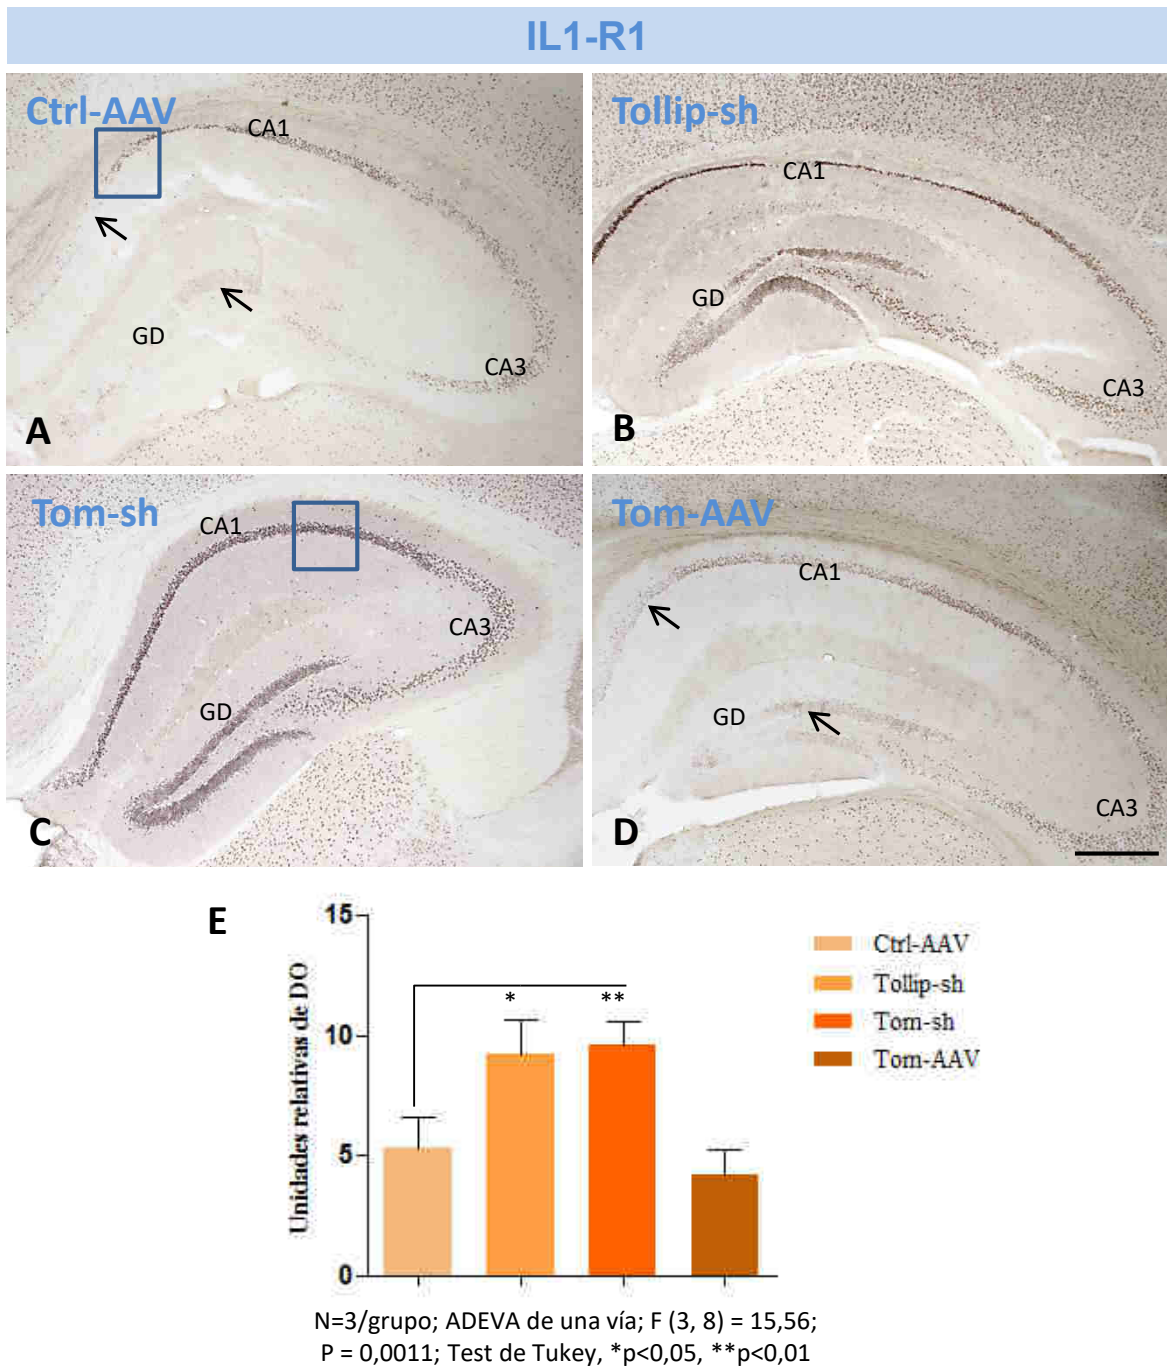 IL1-R1
Ctrl-AAV
CA1
GD
CA3
A
Tollip-sh
CA1
GD
CA3
B
Tom-sh
CA1
CA3
GD
C
Tom-AAV
CA1
GD
CA3
D
E
Unidades relativas de DO
15
10
5
0
*
**
Ctrl-AAV
Tollip-sh
Tom-sh
Tom-AAV
N=3/grupo; ADEVA de una vía; F (3, 8) = 15,56;
P = 0,0011; Test de Tukey, *p<0,05, **p<0,01